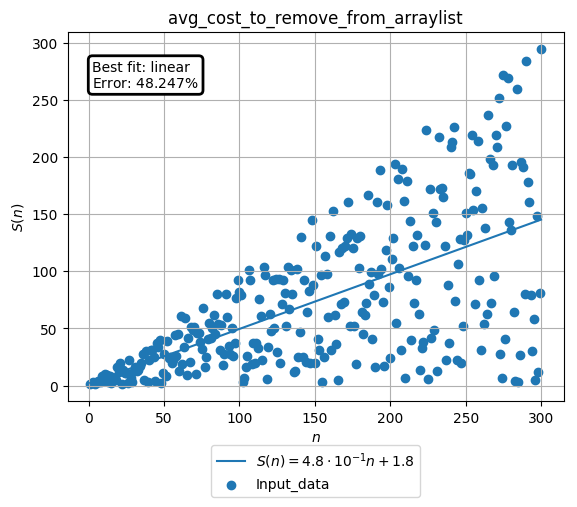 avg_cost_to_remove_from_arraylist
Best fit: linear
Error: 48.247%
300
250
200
150
100
50
0
S(n)
0 50 100 150 200 250 300
n
S(n) = 4.8 · 10⁻¹n + 1.8
Input_data